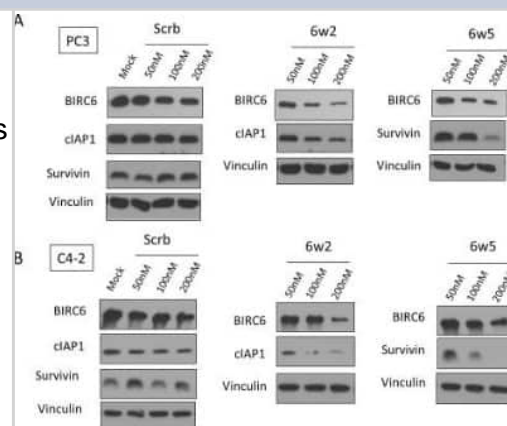 A
PC3
Scrb
6w2
6w5
Mock 50nM 100nM 200nM
50nM 100nM 200nM
50nM 100nM 200nM
BIRC6
cIAP1
Survivin
Vinculin
BIRC6
cIAP1
Vinculin
BIRC6
Survivin
Vinculin
s
B
C4-2
Scrb
6w2
6w5
Mock 50nM 100nM 200nM
50nM 100nM 200nM
50nM 100nM 200nM
BIRC6
cIAP1
Survivin
Vinculin
BIRC6
cIAP1
Vinculin
BIRC6
Survivin
Vinculin